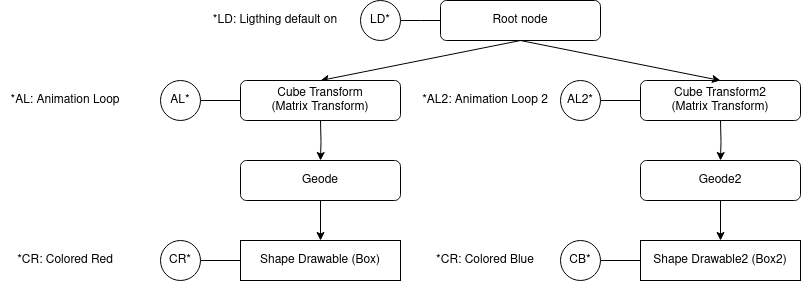 *LD: Ligthing default on
LD*
Root node
*AL: Animation Loop
AL*
Cube Transform
(Matrix Transform)
*AL2: Animation Loop 2
AL2*
Cube Transform2
(Matrix Transform)
Geode
Geode2
*CR: Colored Red
CR*
Shape Drawable (Box)
*CR: Colored Blue
CB*
Shape Drawable2 (Box2)